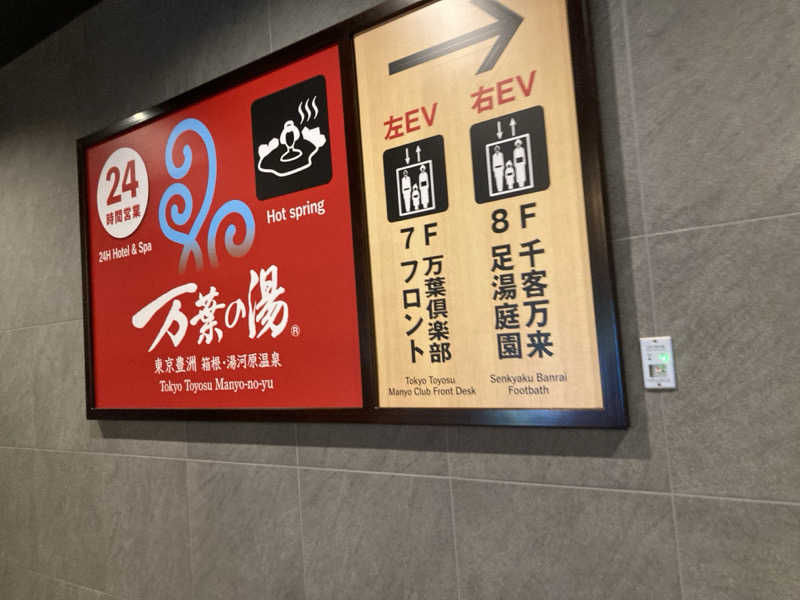 24
時間営業
24H Hotel & Spa
Hot spring
万葉の湯®
東京豊洲 箱根・湯河原温泉
Tokyo Toyosu Manyo-no-yu
左EV
7F 万葉倶楽部
フロント
Tokyo Toyosu
Manyo Club Front Desk
右EV
8F 千客万来
足湯庭園
Senkyaku Banrai
Footbath